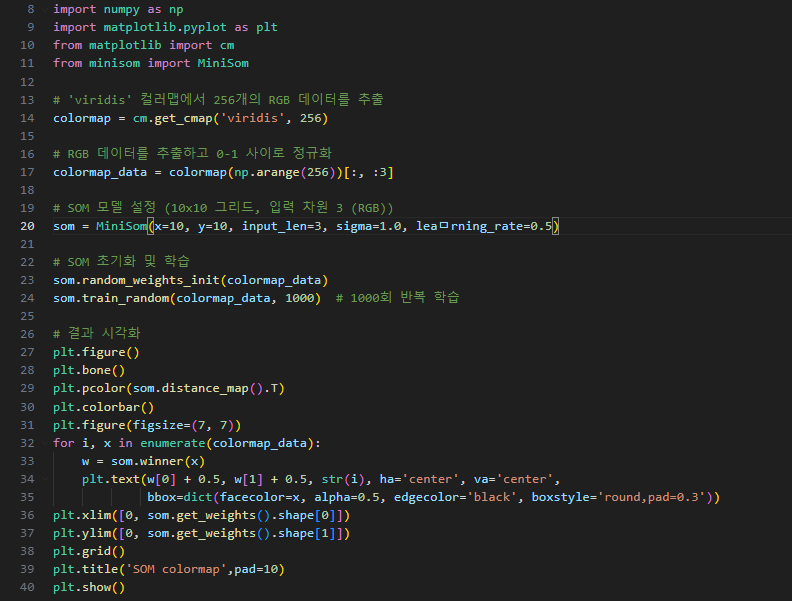 8 import numpy as np
9 import matplotlib.pyplot as plt
10 from matplotlib import cm
11 from minisom import MiniSom
12
13 # 'viridis' 컬러맵에서 256개의 RGB 데이터를 추출
14 colormap = cm.get_cmap('viridis', 256)
15
16 # RGB 데이터를 추출하고 0-1 사이로 정규화
17 colormap_data = colormap(np.arange(256))[:, :3]
18
19 # SOM 모델 설정 (10x10 그리드, 입력 차원 3 (RGB))
20 som = MiniSom(x=10, y=10, input_len=3, sigma=1.0, leaㅁrning_rate=0.5)
21
22 # SOM 초기화 및 학습
23 som.random_weights_init(colormap_data)
24 som.train_random(colormap_data, 1000)  # 1000회 반복 학습
25
26 # 결과 시각화
27 plt.figure()
28 plt.bone()
29 plt.pcolor(som.distance_map().T)
30 plt.colorbar()
31 plt.figure(figsize=(7, 7))
32 for i, x in enumerate(colormap_data):
33     w = som.winner(x)
34     plt.text(w[0] + 0.5, w[1] + 0.5, str(i), ha='center', va='center',
35              bbox=dict(facecolor=x, alpha=0.5, edgecolor='black', boxstyle='round,pad=0.3'))
36 plt.xlim([0, som.get_weights().shape[0]])
37 plt.ylim([0, som.get_weights().shape[1]])
38 plt.grid()
39 plt.title('SOM colormap',pad=10)
40 plt.show()